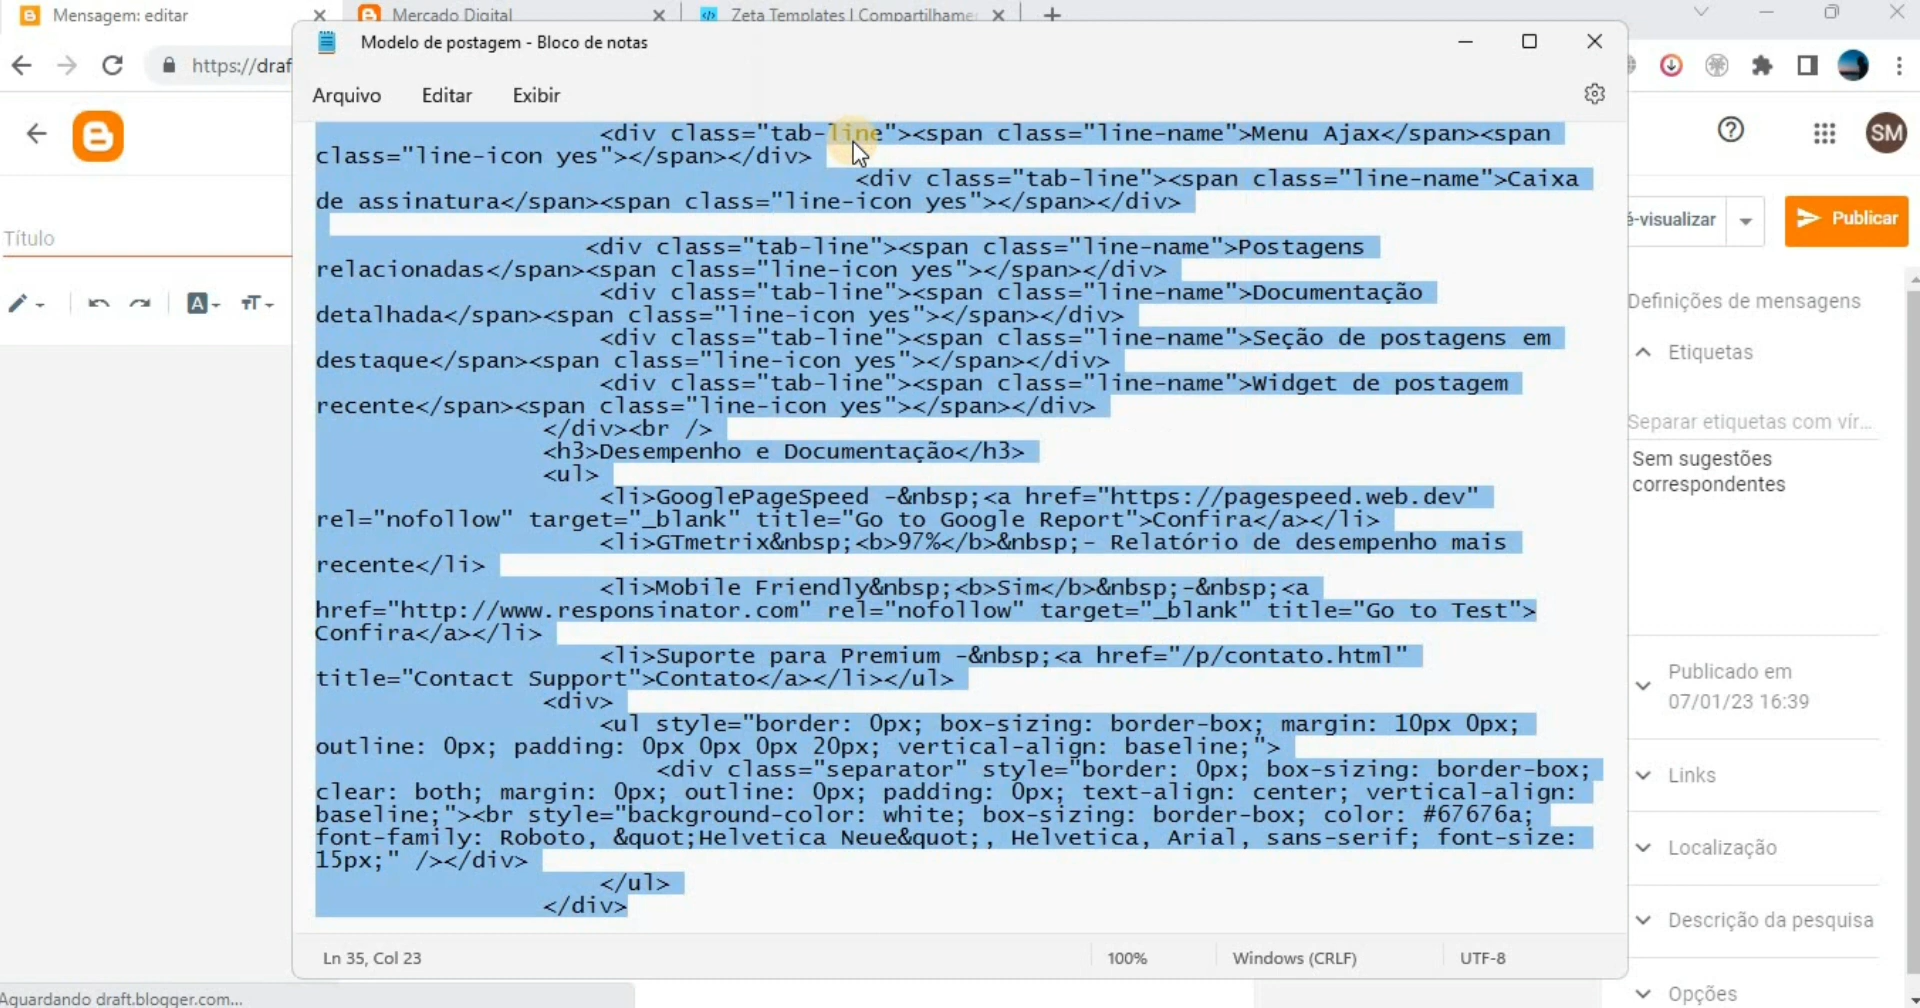 Mensagem: editar
Mercado Digital
Zeta Templates | Compartilhame
https://draf
Modelo de postagem - Bloco de notas
Arquivo Editar Exibir
<div class="tab-line"><span class="line-name">Menu Ajax</span><span
class="line-icon yes"></span></div>
<div class="tab-line"><span class="line-name">Caixa
de assinatura</span><span class="line-icon yes"></span></div>
<div class="tab-line"><span class="line-name">Postagens
relacionadas</span><span class="line-icon yes"></span></div>
<div class="tab-line"><span class="line-name">Documentação
detalhada</span><span class="line-icon yes"></span></div>
<div class="tab-line"><span class="line-name">Seção de postagens em
destaque</span><span class="line-icon yes"></span></div>
<div class="tab-line"><span class="line-name">Widget de postagem
recente</span><span class="line-icon yes"></span></div>
</div><br />
<h3>Desempenho e Documentação</h3>
<ul>
<li>GooglePageSpeed -&nbsp;<a href="https://pagespeed.web.dev"
rel="nofollow" target="_blank" title="Go to Google Report">Confira</a></li>
<li>GTmetrix&nbsp;<b>97%</b>&nbsp;- Relatório de desempenho mais
recente</li>
<li>Mobile Friendly&nbsp;<b>Sim</b>&nbsp;-&nbsp;<a
href="http://www.responsinator.com" rel="nofollow" target="_blank" title="Go to Test">
Confira</a></li>
<li>Suporte para Premium -&nbsp;<a href="/p/contato.html"
title="Contact Support">Contato</a></li></ul>
<div>
<ul style="border: 0px; box-sizing: border-box; margin: 10px 0px;
outline: 0px; padding: 0px 0px 0px 20px; vertical-align: baseline;">
<div class="separator" style="border: 0px; box-sizing: border-box;
clear: both; margin: 0px; outline: 0px; padding: 0px; text-align: center; vertical-align:
baseline;"><br style="background-color: white; box-sizing: border-box; color: #67676a;
font-family: Roboto, &quot;Helvetica Neue&quot;, Helvetica, Arial, sans-serif; font-size:
15px;" /></div>
</ul>
</div>
Ln 35, Col 23
100%
Windows (CRLF)
UTF-8
Título
SM
é-visualizar
Publicar
Definições de mensagens
Etiquetas
Separar etiquetas com vír...
Sem sugestões
correspondentes
Publicado em
07/01/23 16:39
Links
Localização
Descrição da pesquisa
Opções
Aguardando draft.blogger.com...